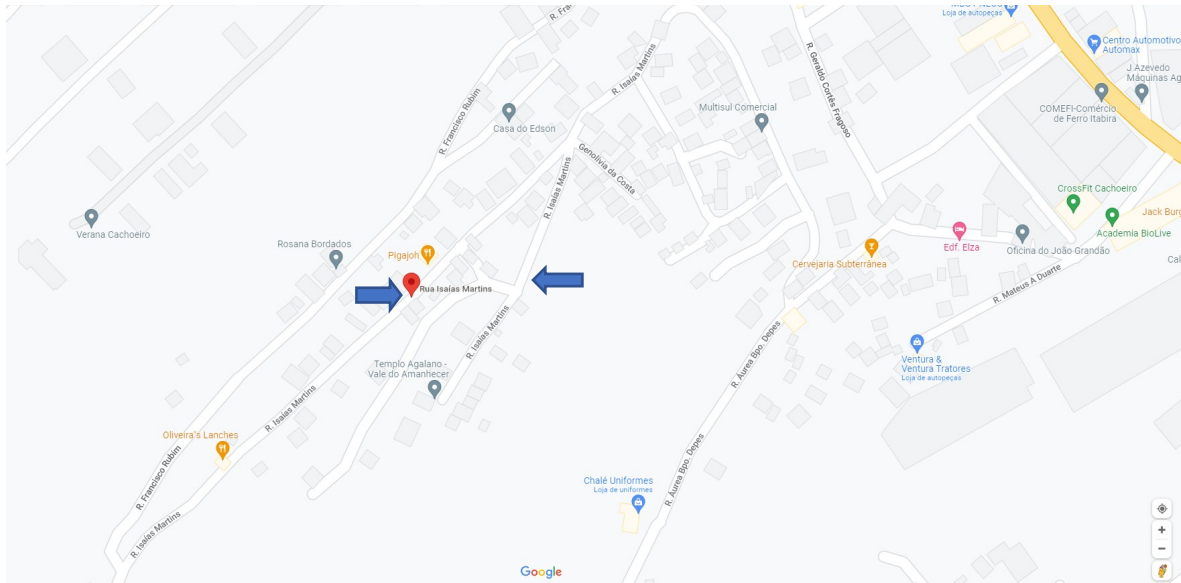 Loja de autopeças
R. Fra
Centro Automotivo
Automax
J Azevedo
Máquinas Ag
R. Isaías Martins
R. Geraldo Cortês Fragoso
COMEFI-Comércio
de Ferro Itabira
Multisul Comercial
R. Francisco Rubim
Casa do Edson
Genolivia da Costa
R. Isaías Martins
CrossFit Cachoeiro
Jack Burg
Academia BioLive
Verana Cachoeiro
Rosana Bordados
Pigajoh
Edf. Elza
Oficina do João Grandão
Cal
Cervejaria Subterrânea
Rua Isaías Martins
R. Mateus A Duarte
R. Isaías Martins
R. Áurea Bpo. Depes
Templo Agalano -
Vale do Amanhecer
Ventura &
Ventura Tratores
Loja de autopeças
R. Isaías Martins
Oliveira's Lanches
R. Francisco Rubim
R. Áurea Bpo. Depes
Chalé Uniformes
Loja de uniformes
R. Isaías Martins
Google